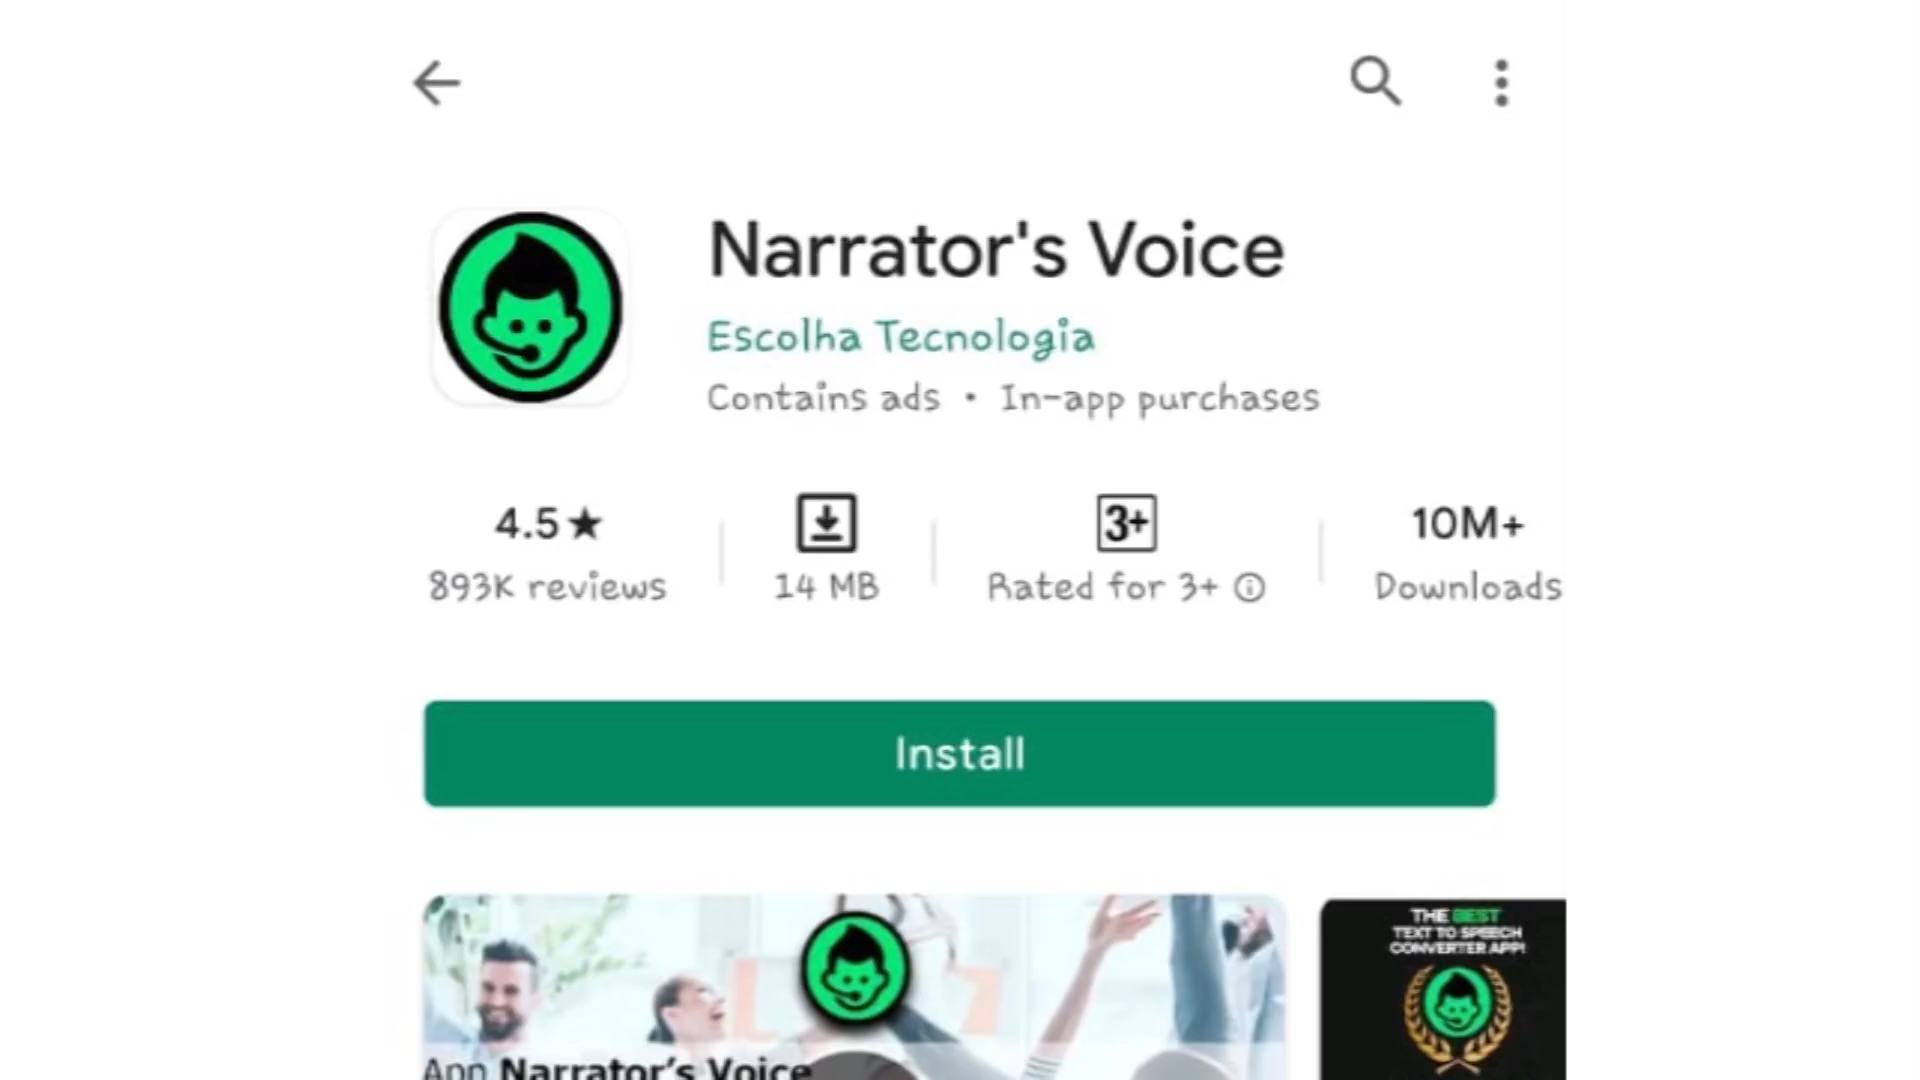 Narrator's Voice
Escolha Tecnologia
Contains ads • In-app purchases
4.5★ 3+ 10M+
893K reviews 14 MB Rated for 3+ Downloads
Install
THE BEST
TEXT TO SPEECH
CONVERTER APP!
App Narrator's Voice